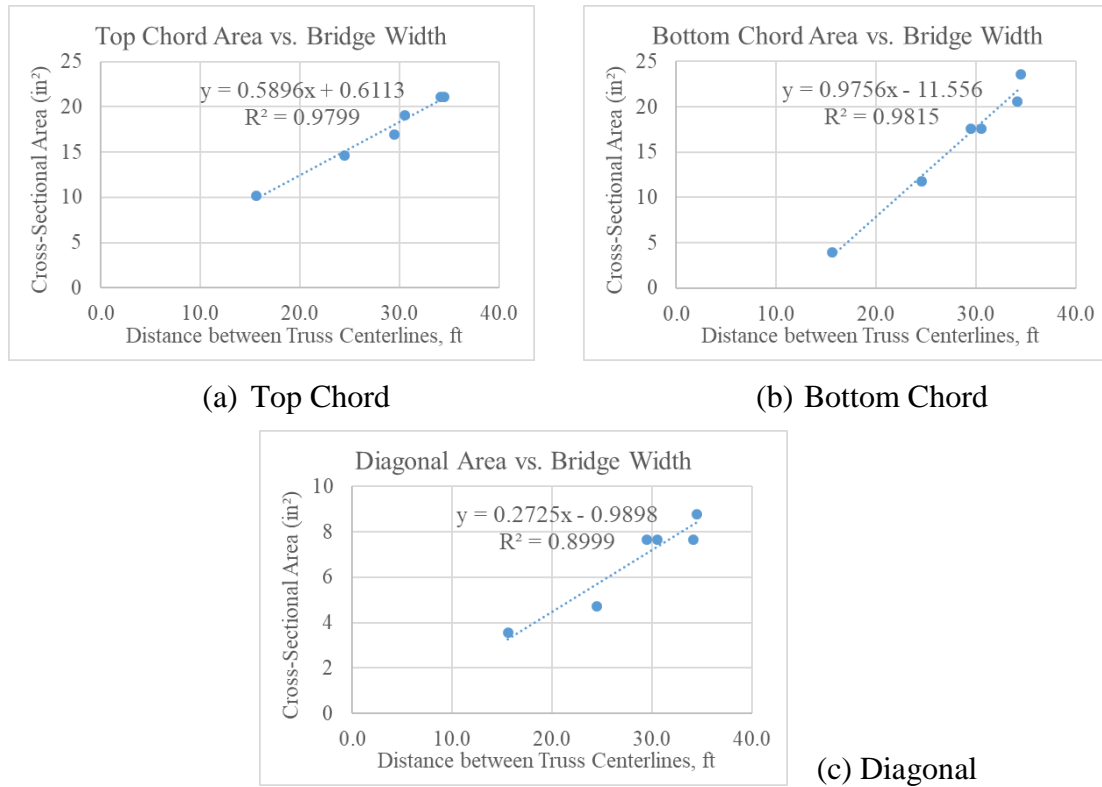 Top Chord Area vs. Bridge Width
Cross-Sectional Area (in²)
25
20
15
10
5
0
y = 0.5896x + 0.6113
R² = 0.9799
0.0 10.0 20.0 30.0 40.0
Distance between Truss Centerlines, ft
(a) Top Chord
Bottom Chord Area vs. Bridge Width
Cross-Sectional Area (in²)
25
20
15
10
5
0
y = 0.9756x - 11.556
R² = 0.9815
0.0 10.0 20.0 30.0 40.0
Distance between Truss Centerlines, ft
(b) Bottom Chord
Diagonal Area vs. Bridge Width
Cross-Sectional Area (in²)
10
8
6
4
2
0
y = 0.2725x - 0.9898
R² = 0.8999
0.0 10.0 20.0 30.0 40.0
Distance between Truss Centerlines, ft
(c) Diagonal